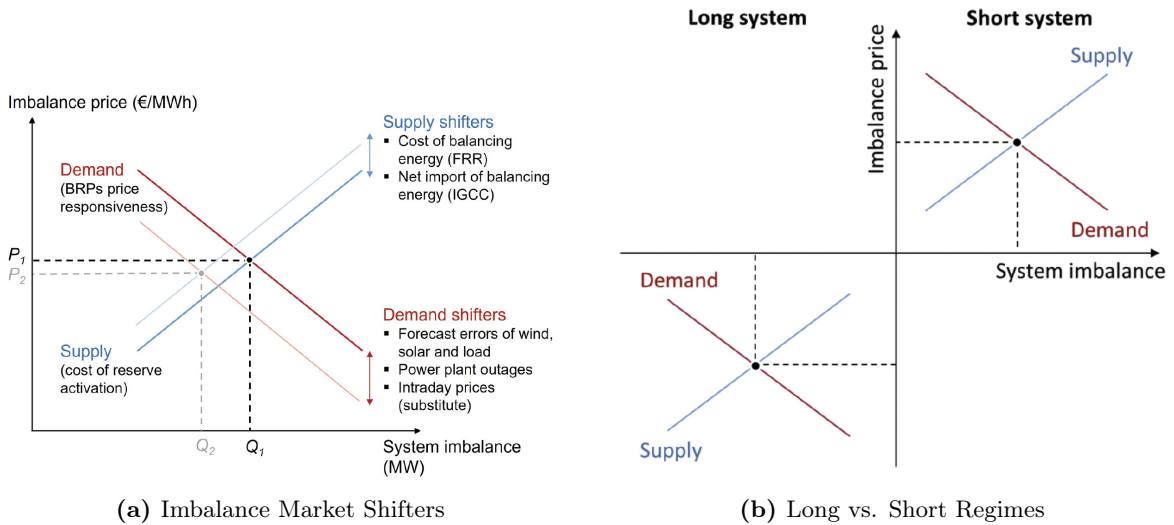 Imbalance price (€/MWh)
Supply shifters
▪ Cost of balancing
energy (FRR)
▪ Net import of balancing
energy (IGCC)
Demand
(BRPs price
responsiveness)
P1
P2
Demand shifters
▪ Forecast errors of wind,
solar and load
▪ Power plant outages
▪ Intraday prices
(substitute)
Supply
(cost of reserve
activation)
Q2
Q1
System imbalance
(MW)
(a) Imbalance Market Shifters
Long system
Short system
Imbalance price
Supply
Demand
System imbalance
Demand
Supply
(b) Long vs. Short Regimes